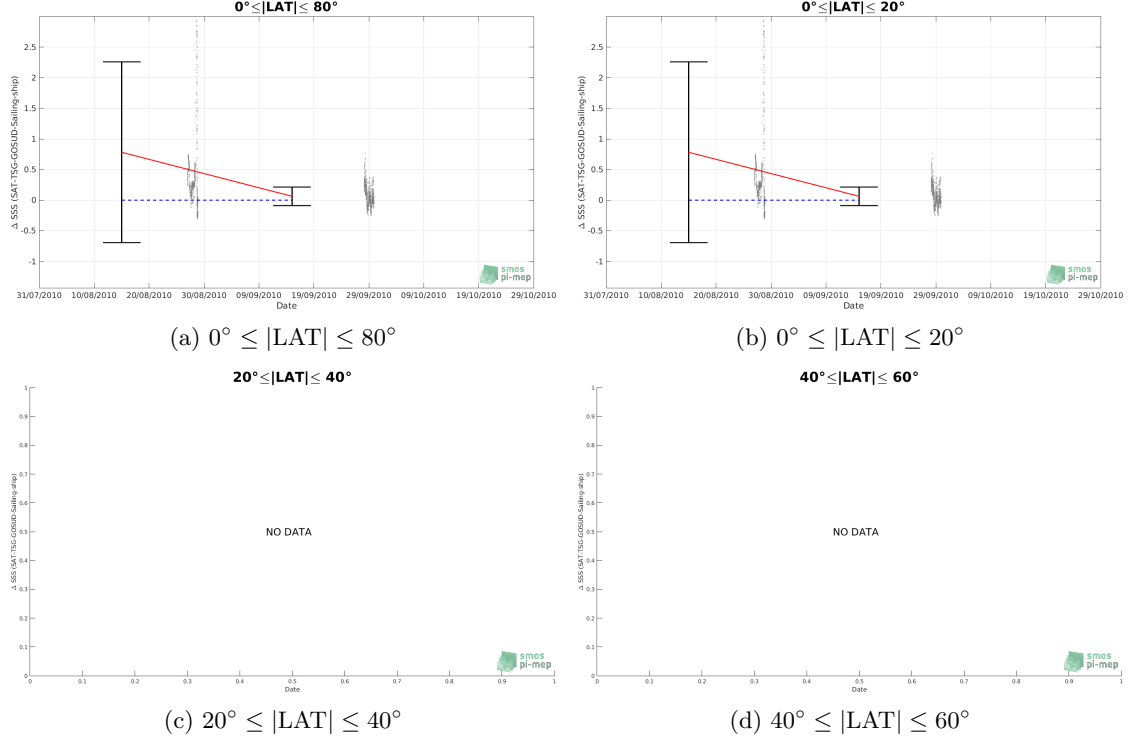 0°≤|LAT|≤ 80°
Δ SSS (SAT-TSG-GOSUD-Sailing-ship)
2.5
2
1.5
1
0.5
0
-0.5
-1
31/07/2010 10/08/2010 20/08/2010 30/08/2010 09/09/2010 19/09/2010 29/09/2010 09/10/2010 19/10/2010 29/10/2010
Date
smos
pi-mep
(a) 0° ≤ |LAT| ≤ 80°
0°≤|LAT|≤ 20°
Δ SSS (SAT-TSG-GOSUD-Sailing-ship)
2.5
2
1.5
1
0.5
0
-0.5
-1
31/07/2010 10/08/2010 20/08/2010 30/08/2010 09/09/2010 19/09/2010 29/09/2010 09/10/2010 19/10/2010 29/10/2010
Date
smos
pi-mep
(b) 0° ≤ |LAT| ≤ 20°
20°≤|LAT|≤ 40°
Δ SSS (SAT-TSG-GOSUD-Sailing-ship)
1
0.9
0.8
0.7
0.6
0.5
0.4
0.3
0.2
0.1
0
NO DATA
0 0.1 0.2 0.3 0.4 0.5 0.6 0.7 0.8 0.9 1
Date
smos
pi-mep
(c) 20° ≤ |LAT| ≤ 40°
40°≤|LAT|≤ 60°
Δ SSS (SAT-TSG-GOSUD-Sailing-ship)
1
0.9
0.8
0.7
0.6
0.5
0.4
0.3
0.2
0.1
0
NO DATA
0 0.1 0.2 0.3 0.4 0.5 0.6 0.7 0.8 0.9 1
Date
smos
pi-mep
(d) 40° ≤ |LAT| ≤ 60°